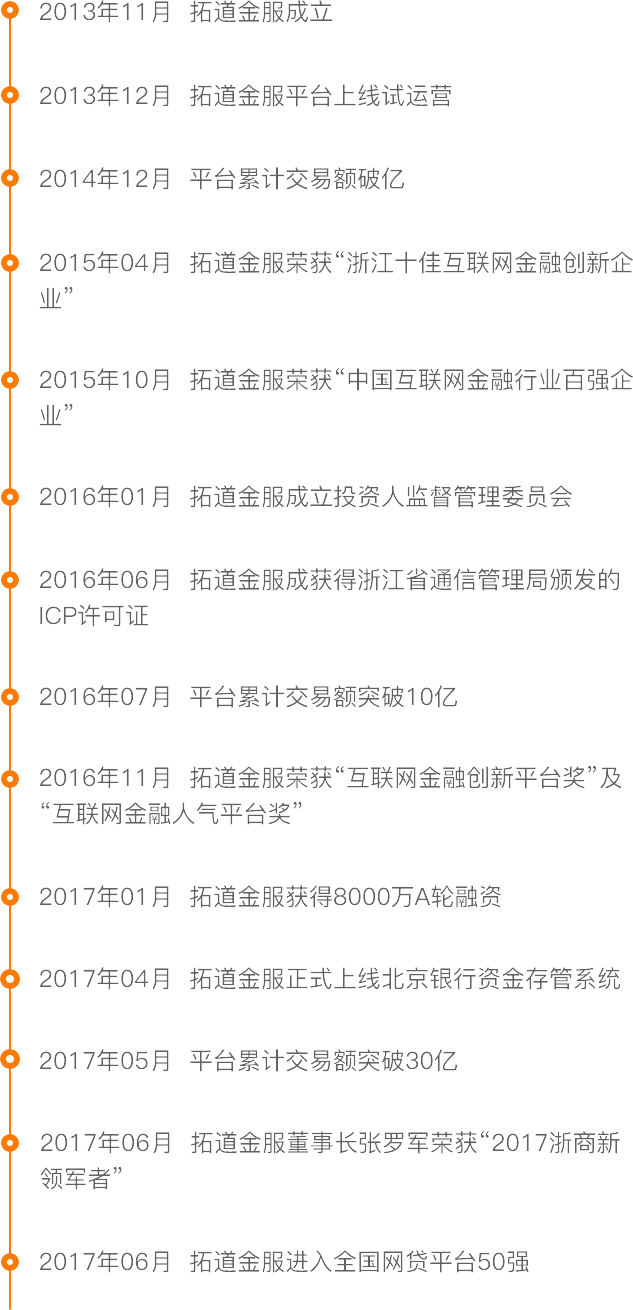 2013年11月 拓道金服成立
2013年12月 拓道金服平台上线试运营
2014年12月 平台累计交易额破亿
2015年04月 拓道金服荣获“浙江十佳互联网金融创新企
业”
2015年10月 拓道金服荣获“中国互联网金融行业百强企
业”
2016年01月 拓道金服成立投资人监督管理委员会
2016年06月 拓道金服成获得浙江省通信管理局颁发的
ICP许可证
2016年07月 平台累计交易额突破10亿
2016年11月 拓道金服荣获“互联网金融创新平台奖”及
“互联网金融人气平台奖”
2017年01月 拓道金服获得8000万A轮融资
2017年04月 拓道金服正式上线北京银行资金存管系统
2017年05月 平台累计交易额突破30亿
2017年06月 拓道金服董事长张罗军荣获“2017浙商新
领军者”
2017年06月 拓道金服进入全国网贷平台50强